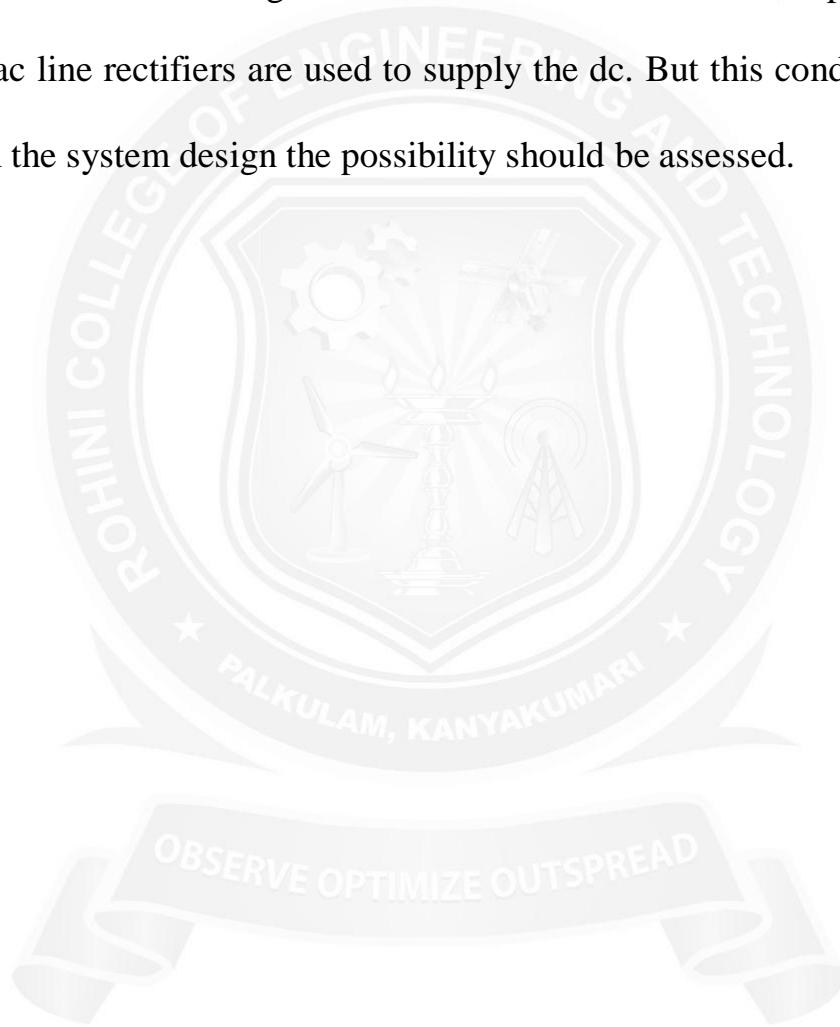 ac line rectifiers are used to supply the dc. But this cond
the system design the possibility should be assessed.
ROHINI COLLEGE OF ENGINEERING AND TECHNOLOGY
PALKULAM, KANYAKUMARI
OBSERVE OPTIMIZE OUTSPREAD